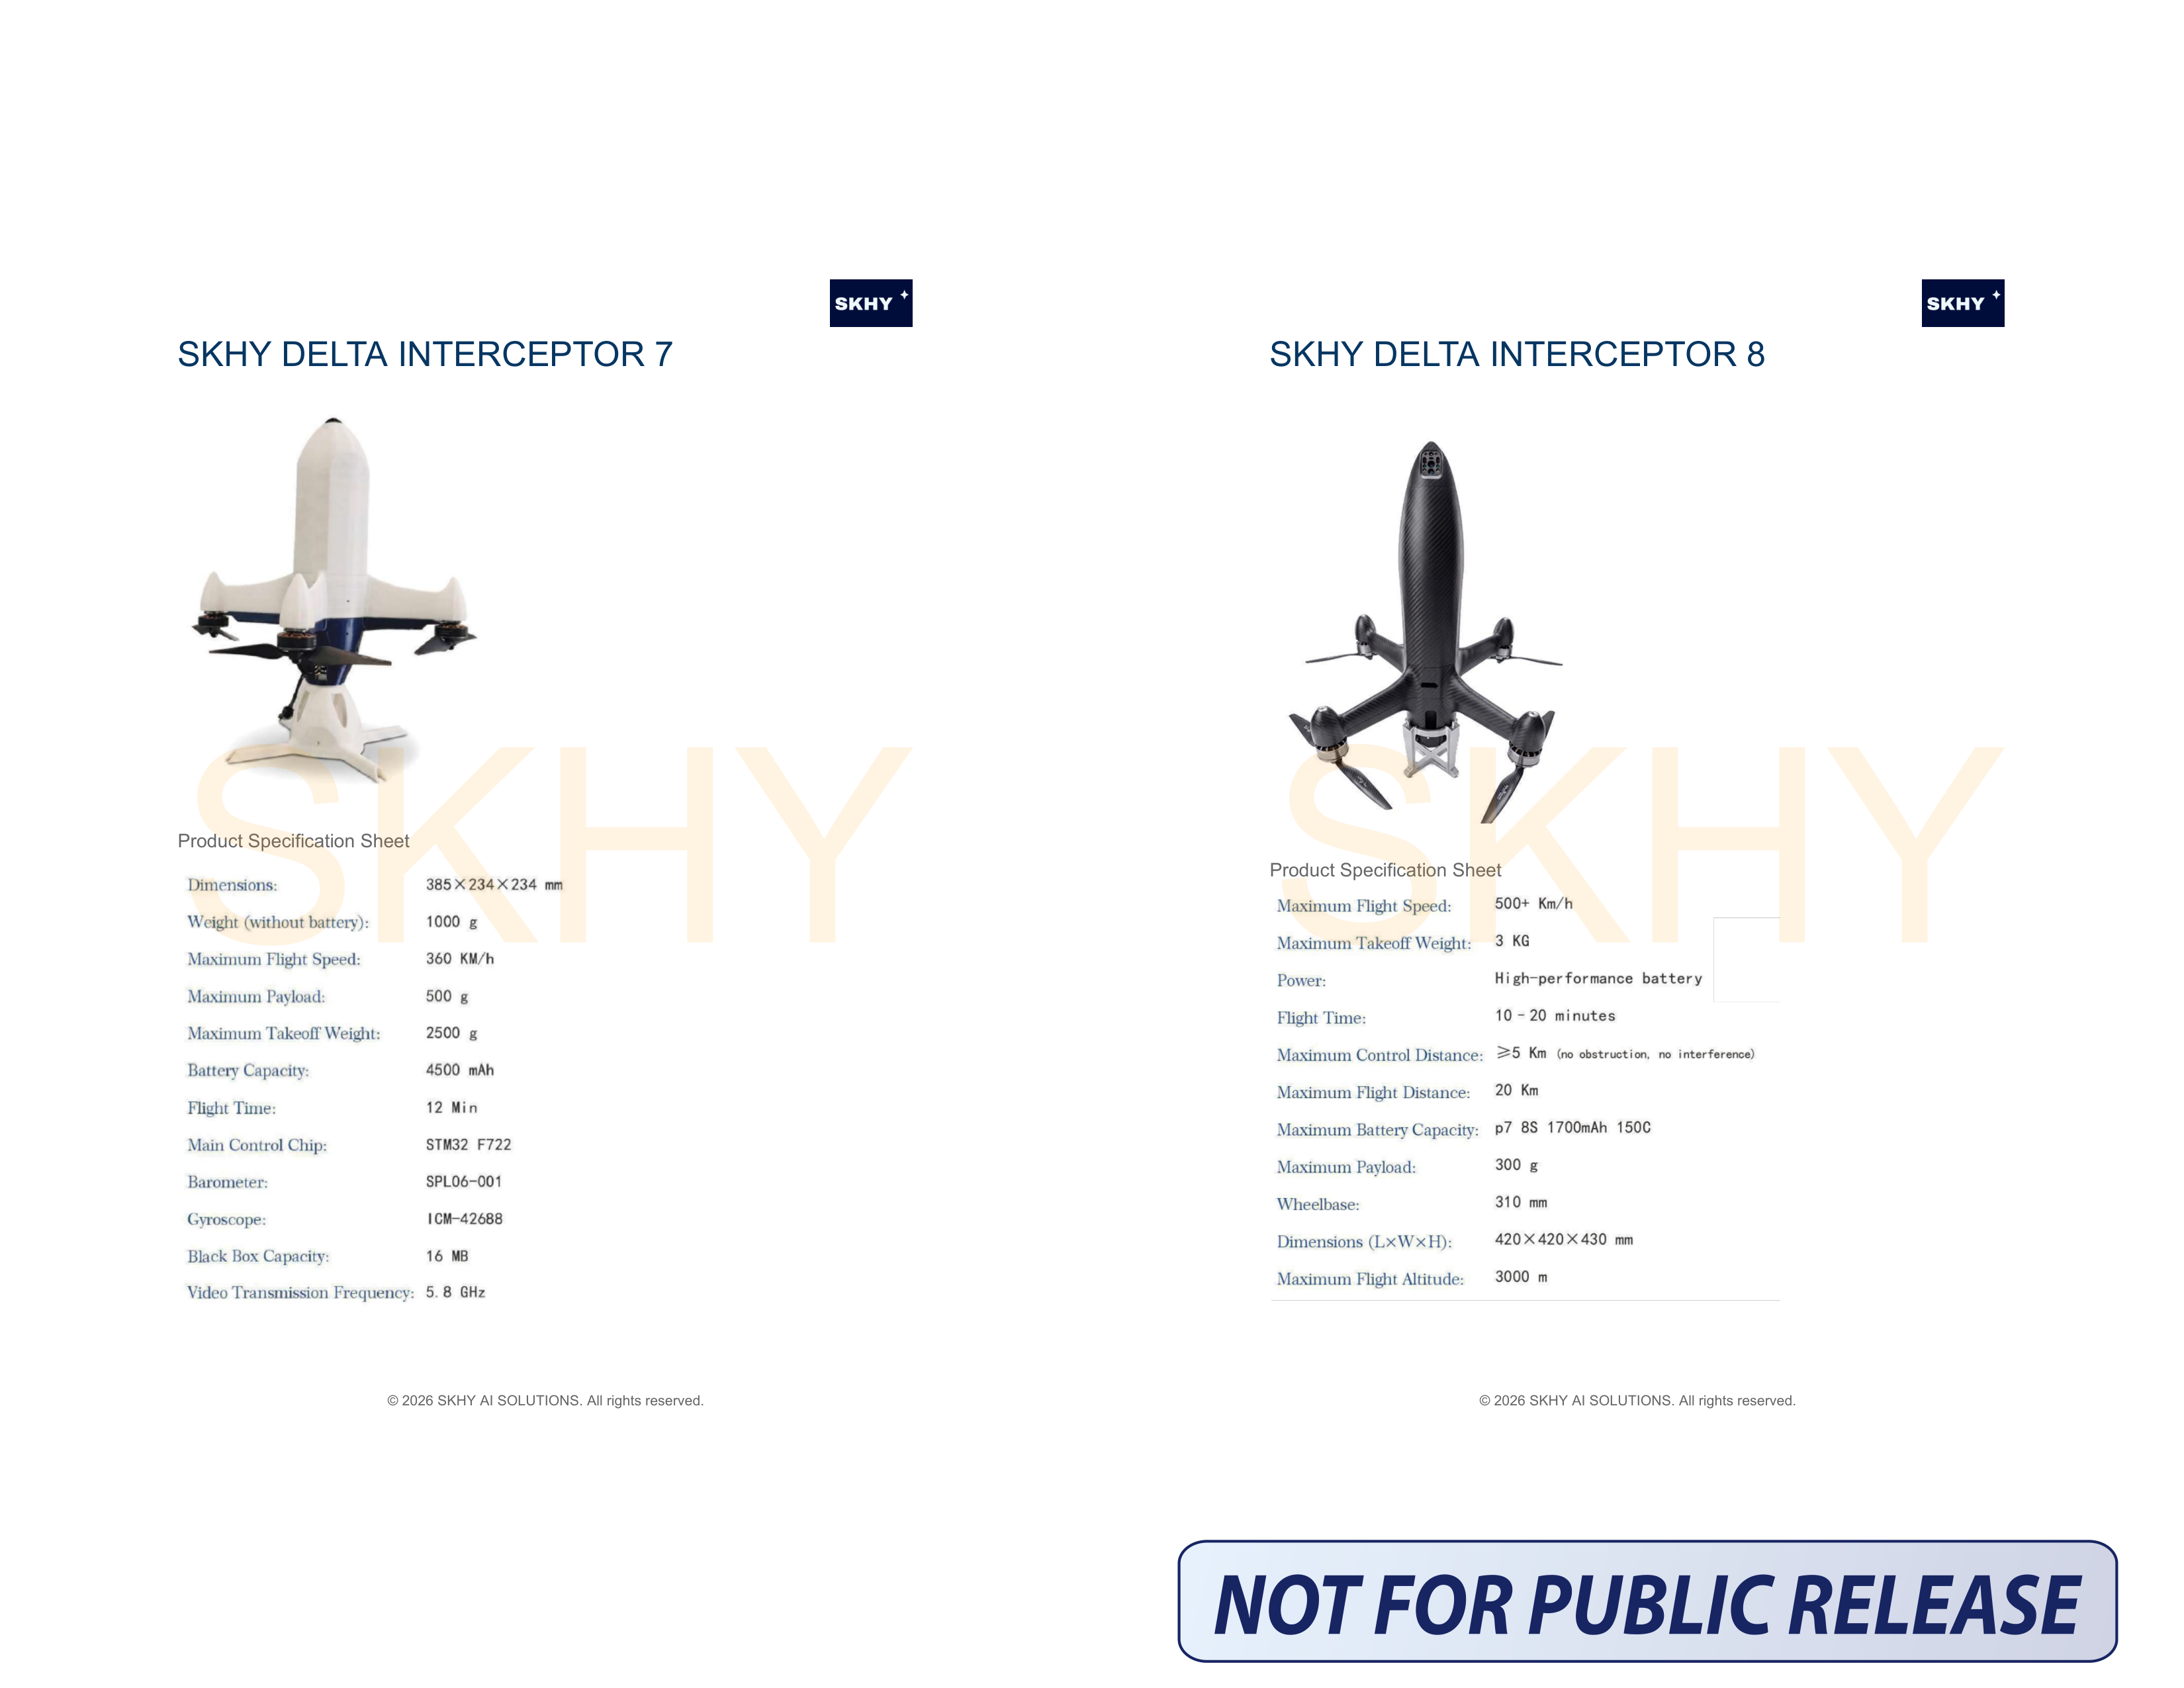 SKHY
SKHY DELTA INTERCEPTOR 7
SKHY
Product Specification Sheet
Dimensions: 385×234×234 mm
Weight (without battery): 1000 g
Maximum Flight Speed: 360 KM/h
Maximum Payload: 500 g
Maximum Takeoff Weight: 2500 g
Battery Capacity: 4500 mAh
Flight Time: 12 Min
Main Control Chip: STM32 F722
Barometer: SPL06-001
Gyroscope: ICM-42688
Black Box Capacity: 16 MB
Video Transmission Frequency: 5.8 GHz
© 2026 SKHY AI SOLUTIONS. All rights reserved.
SKHY
SKHY DELTA INTERCEPTOR 8
SKHY
Product Specification Sheet
Maximum Flight Speed: 500+ Km/h
Maximum Takeoff Weight: 3 KG
Power: High-performance battery
Flight Time: 10-20 minutes
Maximum Control Distance: ≥5 Km (no obstruction, no interference)
Maximum Flight Distance: 20 Km
Maximum Battery Capacity: p7 8S 1700mAh 150C
Maximum Payload: 300 g
Wheelbase: 310 mm
Dimensions (L×W×H): 420×420×430 mm
Maximum Flight Altitude: 3000 m
© 2026 SKHY AI SOLUTIONS. All rights reserved.
NOT FOR PUBLIC RELEASE